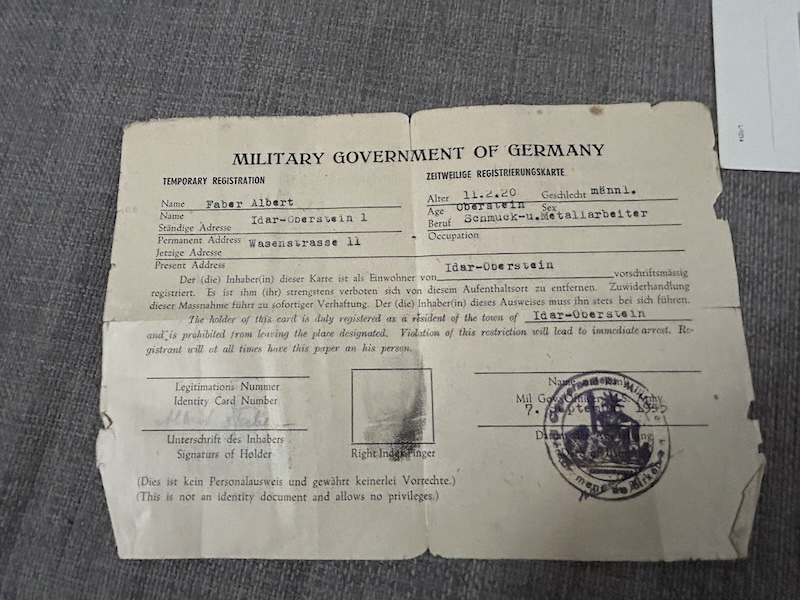 MILITARY GOVERNMENT OF GERMANY
TEMPORARY REGISTRATION
ZEITWEILIGE REGISTRIERUNGSKARTE
Name Faber Albert
Alter 11.2.20 Geschlecht männl.
Name Idar-Oberstein 1
Age Oberstein Sex
Ständige Adresse
Beruf Schmuck-u.Metallarbeiter
Permanent Address Wasenstrasse 11
Occupation
Jetzige Adresse
Present Address
Der (die) Inhaber(in) dieser Karte ist als Einwohner von Idar-Oberstein vorschriftsmässig
registriert. Es ist ihm (ihr) strengstens verboten sich von diesem Aufenthaltsort zu entfernen. Zuwiderhandlung
dieser Massnahme führt zu sofortiger Verhaftung. Der (die) Inhaber(in) dieses Ausweises muss ihn stets bei sich führen.
The holder of this card is duly registered as a resident of the town of Idar-Oberstein
and is prohibited from leaving the place designated. Violation of this restriction will lead to immediate arrest. Re-
gistrant will at all times have this paper an his person.
Legitimations Nummer
Identity Card Number
Name
Mil Gov Officer U.S. Army
7. September
Unterschrift des Inhabers
Signaturs of Holder
Right Index Finger
(Dies ist kein Personalausweis und gewährt keinerlei Vorrechte.)
(This is not an identity document and allows no privileges.)